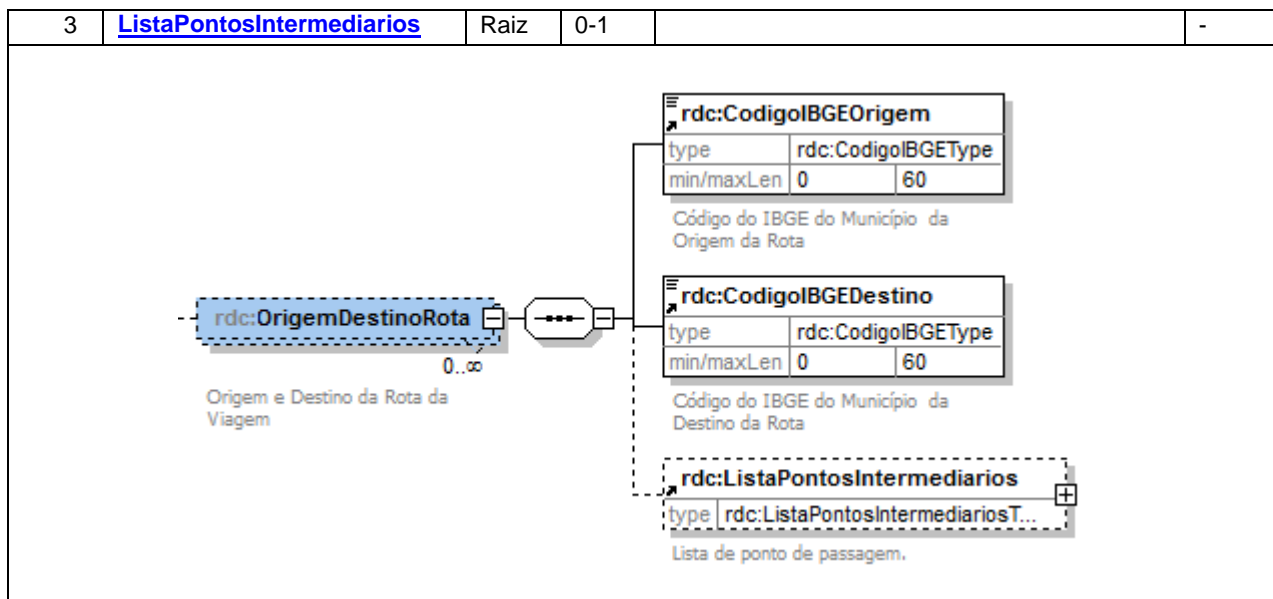 3 ListaPontosIntermediarios Raiz 0-1 -
rdc:CodigoIBGEOrigem
type rdc:CodigoIBGEType
min/maxLen 0 60
Código do IBGE do Município da
Origem da Rota
rdc:OrigemDestinoRota
0..∞
Origem e Destino da Rota da
Viagem
rdc:CodigoIBGEDestino
type rdc:CodigoIBGEType
min/maxLen 0 60
Código do IBGE do Município da
Destino da Rota
rdc:ListaPontosIntermediarios
type rdc:ListaPontosIntermediariosT...
Lista de ponto de passagem.